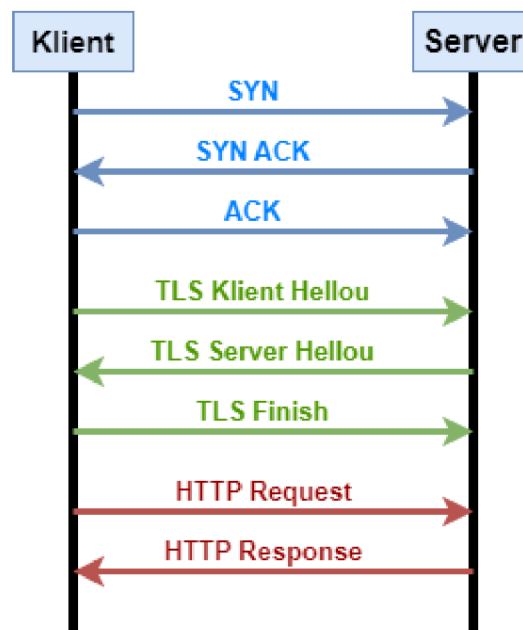 Klient
Server
SYN
SYN ACK
ACK
TLS Klient Hellou
TLS Server Hellou
TLS Finish
HTTP Request
HTTP Response